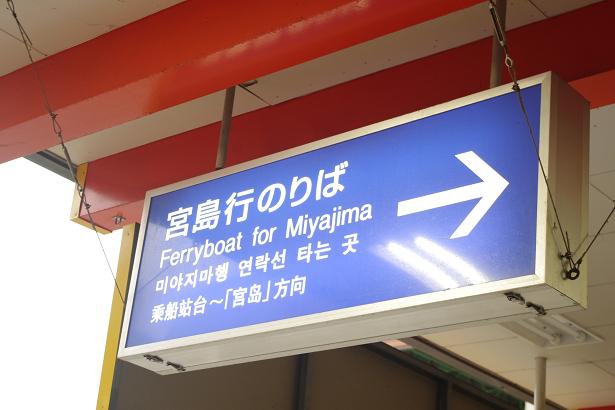 宮島行のりば
Ferryboat for Miyajima
미야지마행 연락선 타는 곳
乘船站台～「宫岛」方向